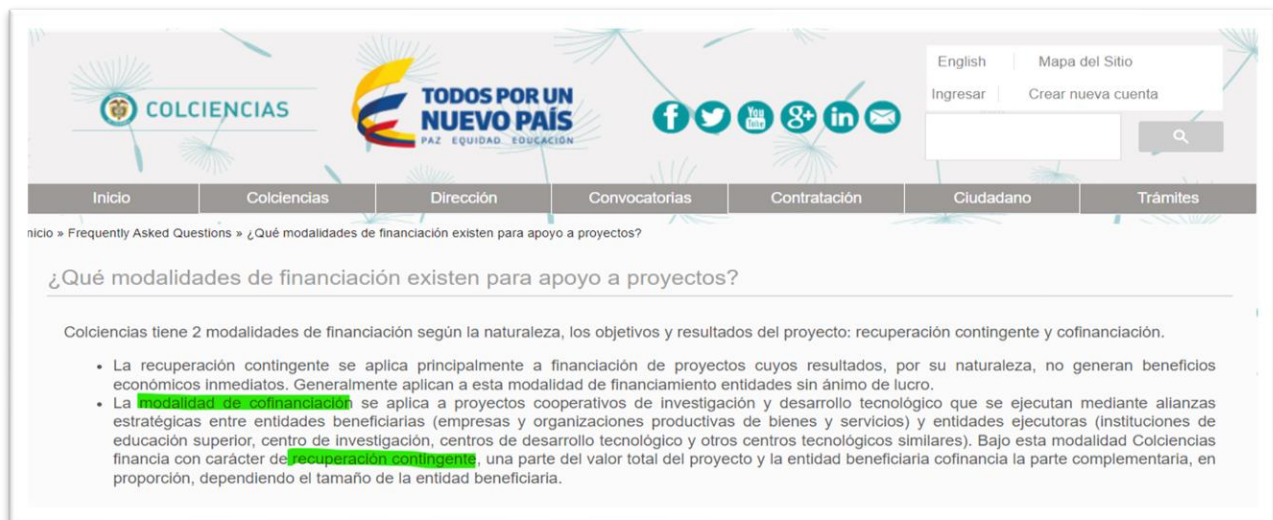 English Mapa del Sitio
COLCIENCIAS
TODOS POR UN
NUEVO PAÍS
PAZ EQUIDAD EDUCACIÓN
You
Tube
Ingresar Crear nueva cuenta
Inicio Colciencias Dirección Convocatorias Contratación Ciudadano Trámites
nicio » Frequently Asked Questions » ¿Qué modalidades de financiación existen para apoyo a proyectos?
¿Qué modalidades de financiación existen para apoyo a proyectos?
Colciencias tiene 2 modalidades de financiación según la naturaleza, los objetivos y resultados del proyecto: recuperación contingente y cofinanciación.
• La recuperación contingente se aplica principalmente a financiación de proyectos cuyos resultados, por su naturaleza, no generan beneficios
económicos inmediatos. Generalmente aplican a esta modalidad de financiamiento entidades sin ánimo de lucro.
• La modalidad de cofinanciación se aplica a proyectos cooperativos de investigación y desarrollo tecnológico que se ejecutan mediante alianzas
estratégicas entre entidades beneficiarias (empresas y organizaciones productivas de bienes y servicios) y entidades ejecutoras (instituciones de
educación superior, centro de investigación, centros de desarrollo tecnológico y otros centros tecnológicos similares). Bajo esta modalidad Colciencias
financia con carácter de recuperación contingente, una parte del valor total del proyecto y la entidad beneficiaria cofinancia la parte complementaria, en
proporción, dependiendo el tamaño de la entidad beneficiaria.